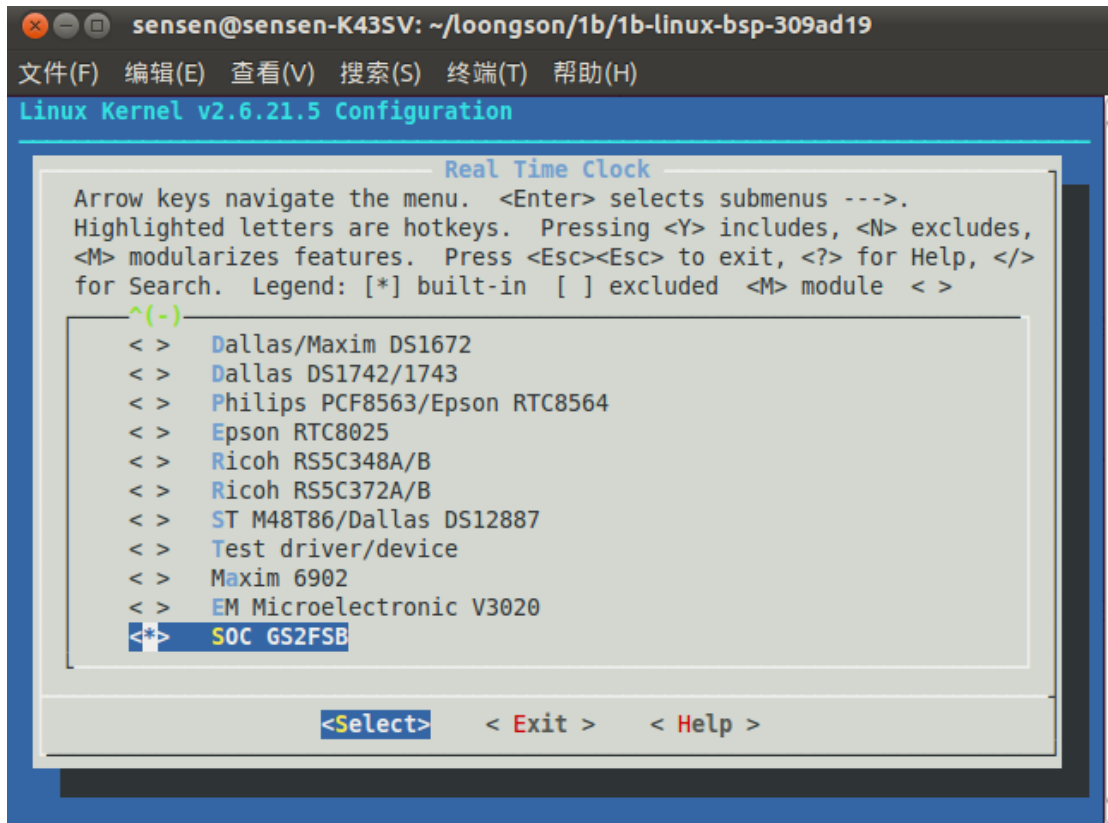 sensen@sensen-K43SV: ~/loongson/1b/1b-linux-bsp-309ad19
文件(F) 编辑(E) 查看(V) 搜索(S) 终端(T) 帮助(H)
Linux Kernel v2.6.21.5 Configuration
Real Time Clock
Arrow keys navigate the menu.  <Enter> selects submenus --->.
Highlighted letters are hotkeys.  Pressing <Y> includes, <N> excludes,
<M> modularizes features.  Press <Esc><Esc> to exit, <?> for Help, </>
for Search.  Legend: [*] built-in  [ ] excluded  <M> module  < >
^(-)
< >   Dallas/Maxim DS1672
< >   Dallas DS1742/1743
< >   Philips PCF8563/Epson RTC8564
< >   Epson RTC8025
< >   Ricoh RS5C348A/B
< >   Ricoh RS5C372A/B
< >   ST M48T86/Dallas DS12887
< >   Test driver/device
< >   Maxim 6902
< >   EM Microelectronic V3020
<*>   SOC GS2FSB
<Select>    < Exit >    < Help >